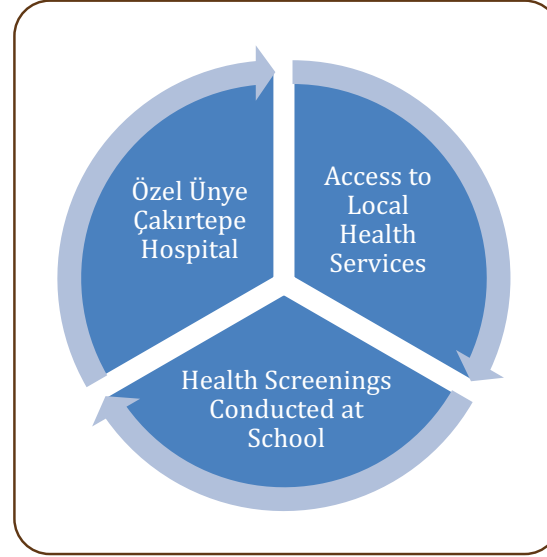 Özel Ünye
Çakırtepe
Hospital
Access to
Local
Health
Services
Health Screenings
Conducted at
School